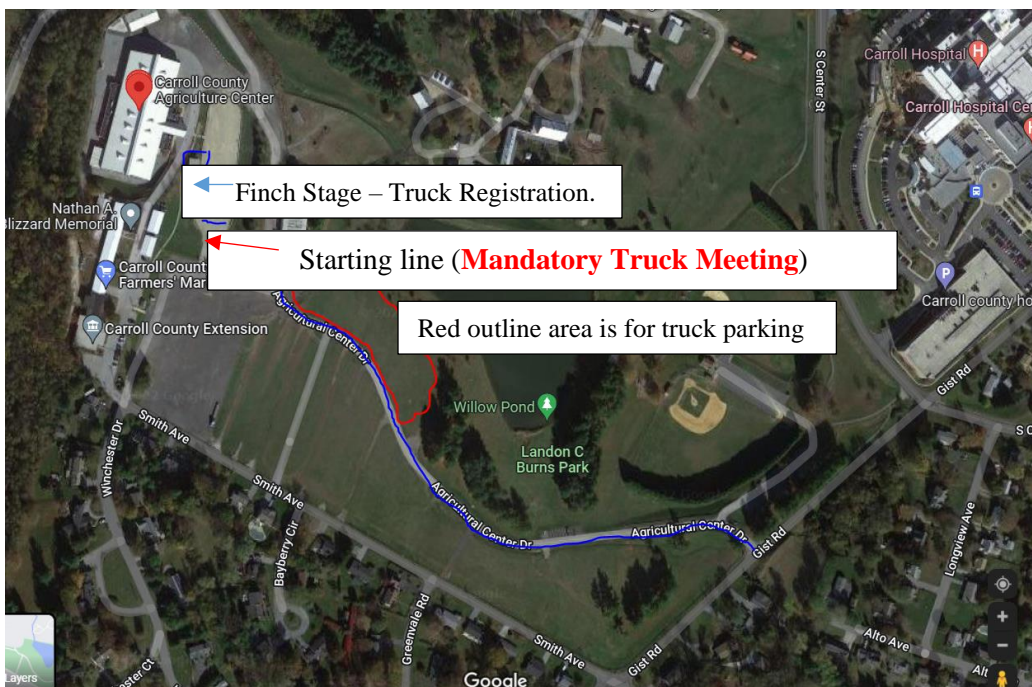 Carroll Hospital
S Center St
Carroll County
Agriculture Center
Carroll Hospital Ce
Finch Stage – Truck Registration.
Nathan A.
Blizzard Memorial
Starting line (Mandatory Truck Meeting)
Carroll Count
Farmers' Mar
Carroll county ho
Agricultural Center Dr
Red outline area is for truck parking
Carroll County Extension
Gist Rd
Willow Pond
Smith Ave
Winchester Dr
Landon C
Burns Park
S C
Smith Ave
Agricultural Center Dr
Agricultural Center Dr
Gist Rd
Longview Ave
Bayberry Cir
Greenvale Rd
Smith Ave
Gist Rd
Alto Ave
Alt
Layers
ester Ct
Google